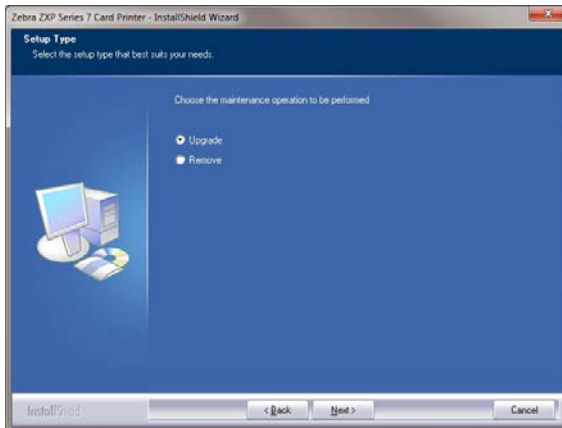 Zebra ZXP Series 7 Card Printer - InstallShield Wizard
Setup Type
Select the setup type that best suits your needs.
Choose the maintenance operation to be performed
Upgrade
Remove
InstallShield
< Back
Next >
Cancel